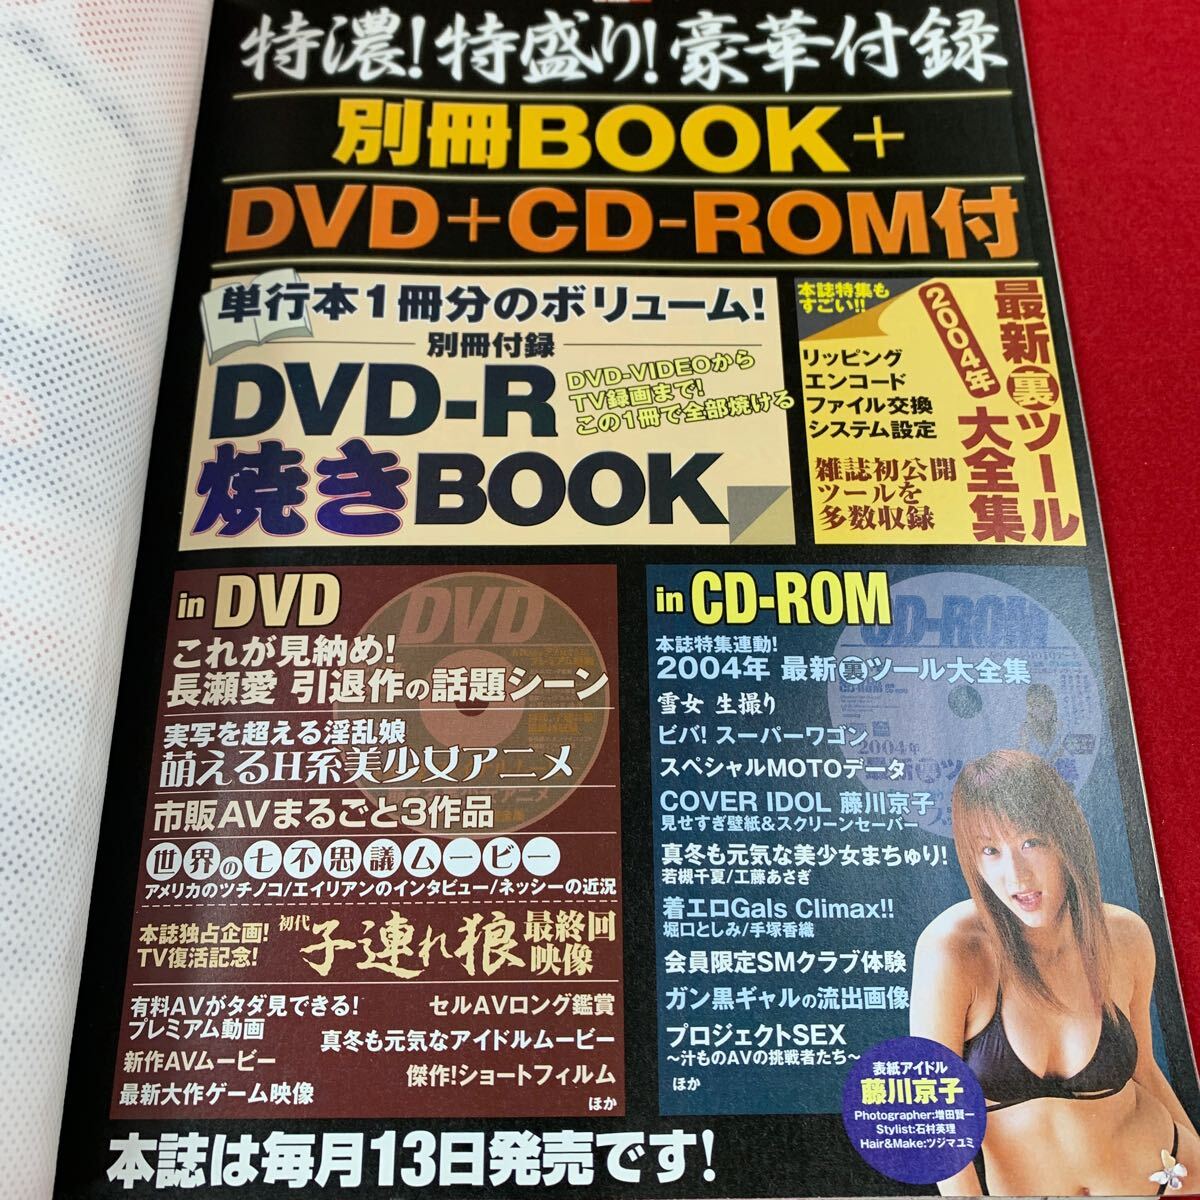 特濃!特盛り!豪華付録
別冊BOOK+
DVD+CD-ROM付
単行本1冊分のボリューム!
別冊付録
DVD-R
DVD-VIDEOから
TV録画まで!
この1冊で全部焼ける
焼きBOOK
本誌特集も
すごい!!
2004年
最新裏ツール
大全集
リッピング
エンコード
ファイル交換
システム設定
雑誌初公開
ツールを
多数収録
in DVD
これが見納め!
長瀬愛 引退作の話題シーン
実写を超える淫乱娘
萌えるH系美少女アニメ
市販AVまるごと3作品
世界の七不思議ムービー
アメリカのツチノコ/エイリアンのインタビュー/ネッシーの近況
本誌独占企画!
TV復活記念!
初代
子連れ狼
最終回
映像
有料AVがタダ見できる!
プレミアム動画
新作AVムービー
最新大作ゲーム映像
セルAVロング鑑賞
真冬も元気なアイドルムービー
傑作!ショートフィルム
ほか
in CD-ROM
本誌特集連動!
2004年 最新裏ツール大全集
雪女 生撮り
ビバ! スーパーワゴン
スペシャルMOTOデータ
COVER IDOL 藤川京子
見せすぎ壁紙&スクリーンセーバー
真冬も元気な美少女まちゅり!
若槻千夏/工藤あさぎ
着エロGals Climax!!
堀口としみ/手塚香織
会員限定SMクラブ体験
ガン黒ギャルの流出画像
プロジェクトSEX
〜汁ものAVの挑戦者たち〜
ほか
DVD
CD-ROM
表紙アイドル
藤川京子
Photographer:増田賢一
Stylist:石村英理
Hair&Make:ツジマユミ
本誌は毎月13日発売です!